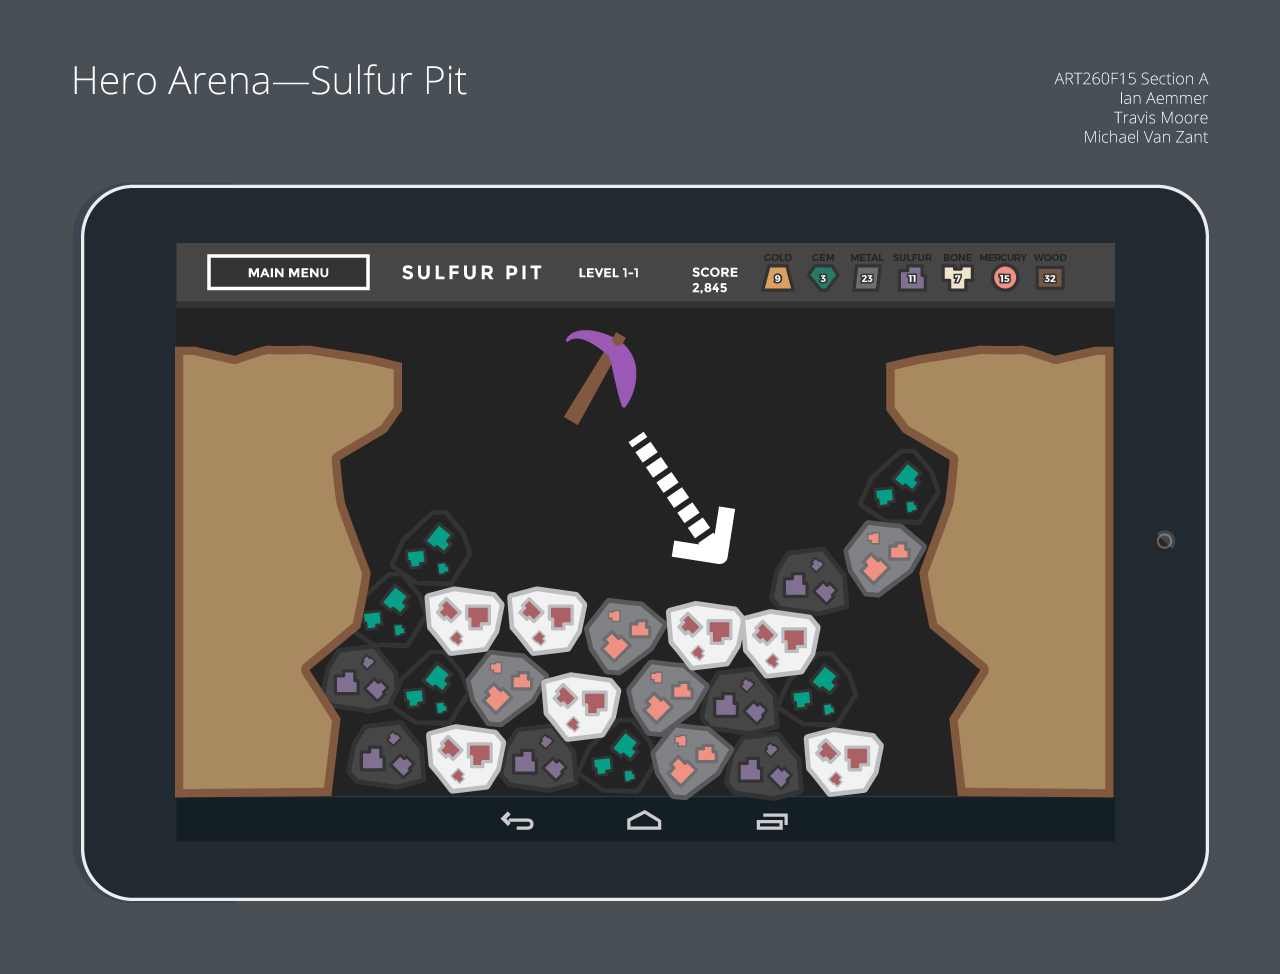 Hero Arena—Sulfur Pit
ART260F15 Section A
Ian Aemmer
Travis Moore
Michael Van Zant
MAIN MENU
SULFUR PIT
LEVEL 1-1
SCORE
2,845
GOLD GEM METAL SULFUR BONE MERCURY WOOD
9 3 23 11 7 15 32